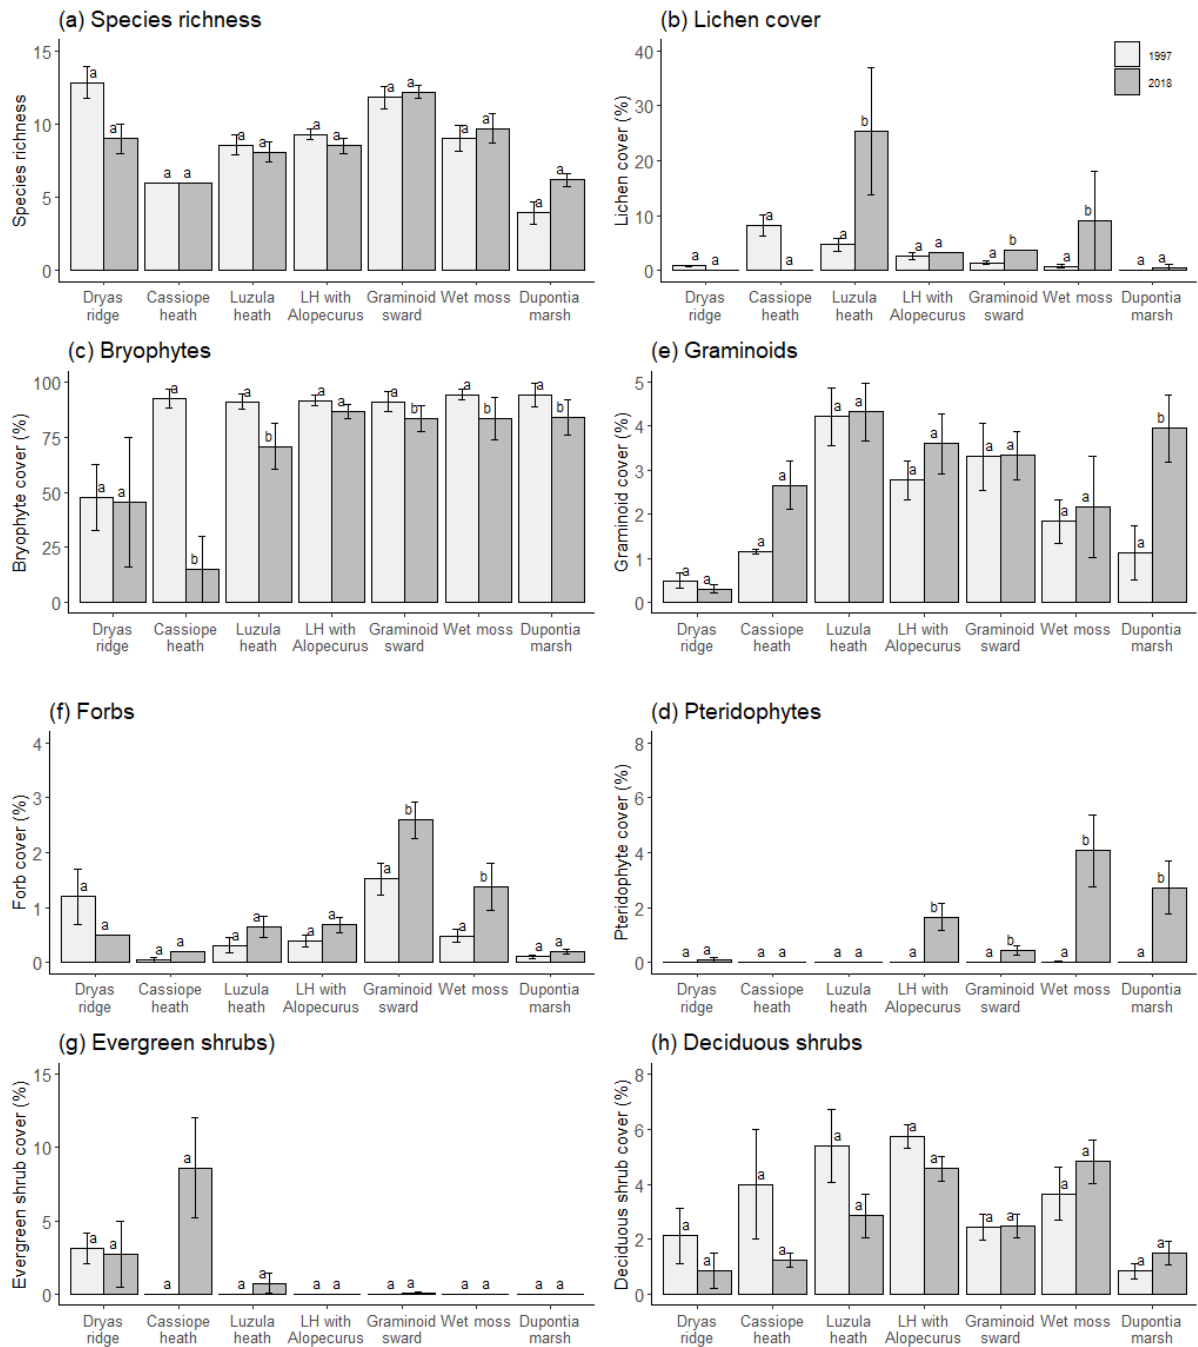 (a) Species richness
15
10
5
0
Species richness
a a a a a a a a a a a a a a
Dryas ridge
Cassiope heath
Luzula heath
LH with Alopecurus
Graminoid sward
Wet moss
Dupontia marsh
(b) Lichen cover
1997
2018
40
30
20
10
0
Lichen cover (%)
a a a a a b a a a b a b a a
Dryas ridge
Cassiope heath
Luzula heath
LH with Alopecurus
Graminoid sward
Wet moss
Dupontia marsh
(c) Bryophytes
100
75
50
25
0
Bryophyte cover (%)
a a a b a b a a a b a b a b
Dryas ridge
Cassiope heath
Luzula heath
LH with Alopecurus
Graminoid sward
Wet moss
Dupontia marsh
(e) Graminoids
5
4
3
2
1
0
Graminoid cover (%)
a a a a a a a a a a a a a b
Dryas ridge
Cassiope heath
Luzula heath
LH with Alopecurus
Graminoid sward
Wet moss
Dupontia marsh
(f) Forbs
4
3
2
1
0
Forb cover (%)
a a a a a a a a a b a b a a
Dryas ridge
Cassiope heath
Luzula heath
LH with Alopecurus
Graminoid sward
Wet moss
Dupontia marsh
(d) Pteridophytes
8
6
4
2
0
Pteridophyte cover (%)
a a a a a a a b a b a b a b
Dryas ridge
Cassiope heath
Luzula heath
LH with Alopecurus
Graminoid sward
Wet moss
Dupontia marsh
(g) Evergreen shrubs)
15
10
5
0
Evergreen shrub cover (%)
a a a a a a a a a a a a a a
Dryas ridge
Cassiope heath
Luzula heath
LH with Alopecurus
Graminoid sward
Wet moss
Dupontia marsh
(h) Deciduous shrubs
8
6
4
2
0
Deciduous shrub cover (%)
a a a a a a a a a a a a a a
Dryas ridge
Cassiope heath
Luzula heath
LH with Alopecurus
Graminoid sward
Wet moss
Dupontia marsh